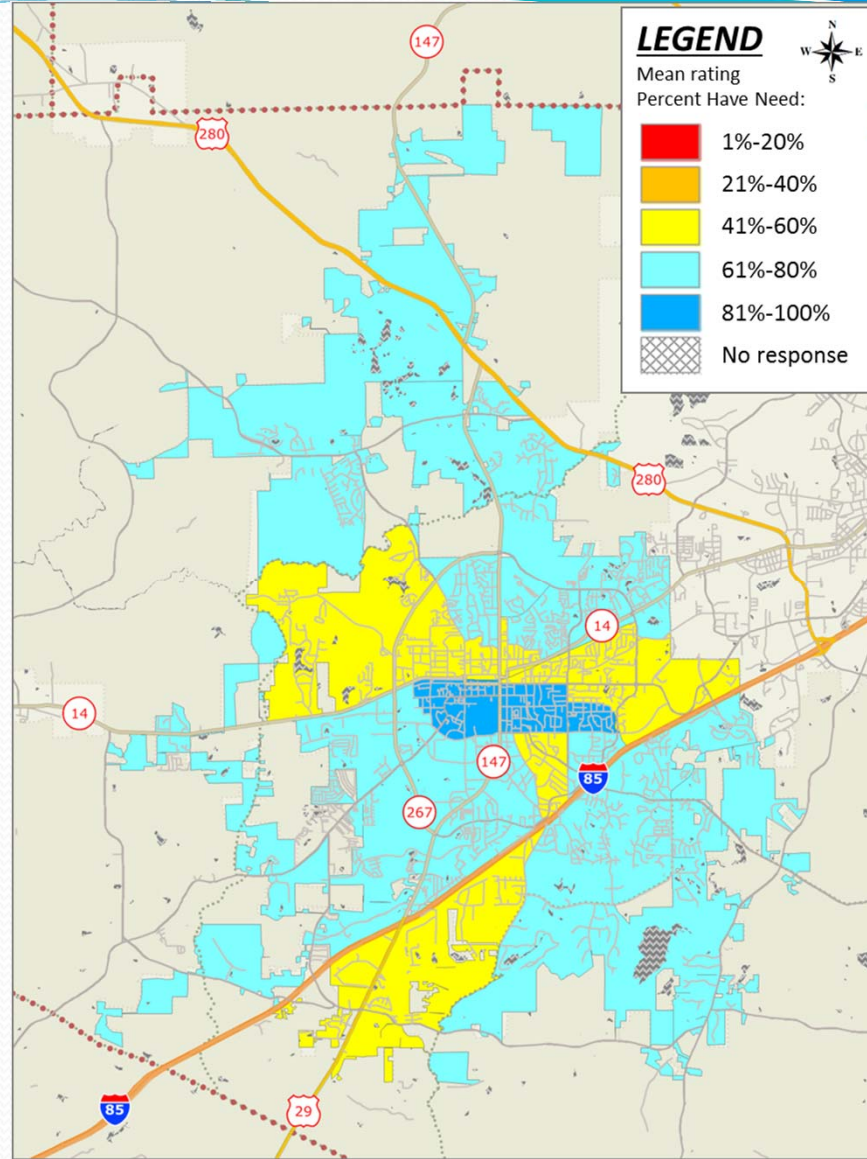 147
280
LEGEND
N
W E
S
Mean rating
Percent Have Need:
1%-20%
21%-40%
41%-60%
61%-80%
81%-100%
No response
280
14
14
147
85
267
85
29